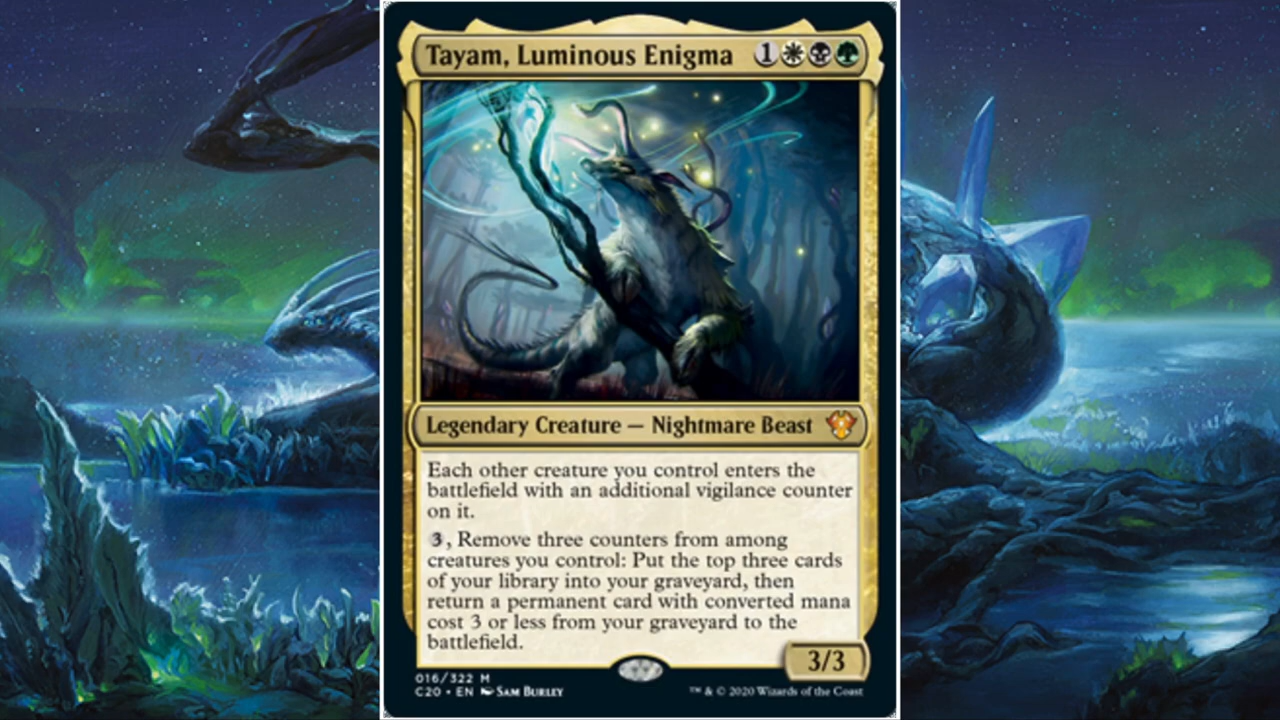 Tayam, Luminous Enigma 1
Legendary Creature — Nightmare Beast
Each other creature you control enters the
battlefield with an additional vigilance counter
on it.
3, Remove three counters from among
creatures you control: Put the top three cards
of your library into your graveyard, then
return a permanent card with converted mana
cost 3 or less from your graveyard to the
battlefield.
3/3
016/322 M
C20 • EN SAM BURLEY
™ & © 2020 Wizards of the Coast